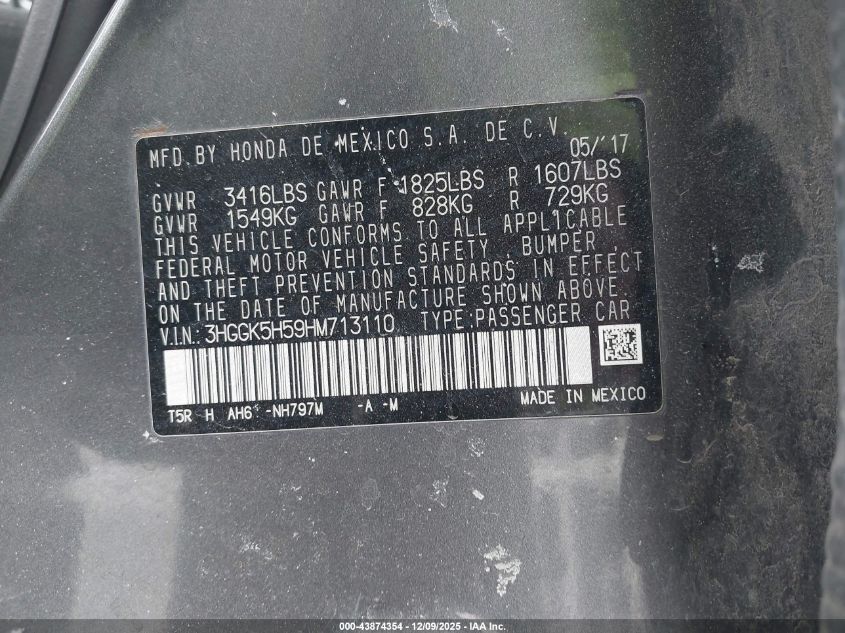 MFD. BY HONDA DE MEXICO S.A. DE C.V. 05/'17
GVWR 3416LBS GAWR F 1825LBS R 1607LBS
GVWR 1549KG GAWR F 828KG R 729KG
THIS VEHICLE CONFORMS TO ALL APPLICABLE
FEDERAL MOTOR VEHICLE SAFETY, BUMPER,
AND THEFT PREVENTION STANDARDS IN EFFECT
ON THE DATE OF MANUFACTURE SHOWN ABOVE.
V.I.N.: 3HGGK5H59HM713110 TYPE:PASSENGER CAR
T5R H AH6 -NH797M -A -M MADE IN MEXICO
000-43874354 - 12/09/2025 - IAA Inc.